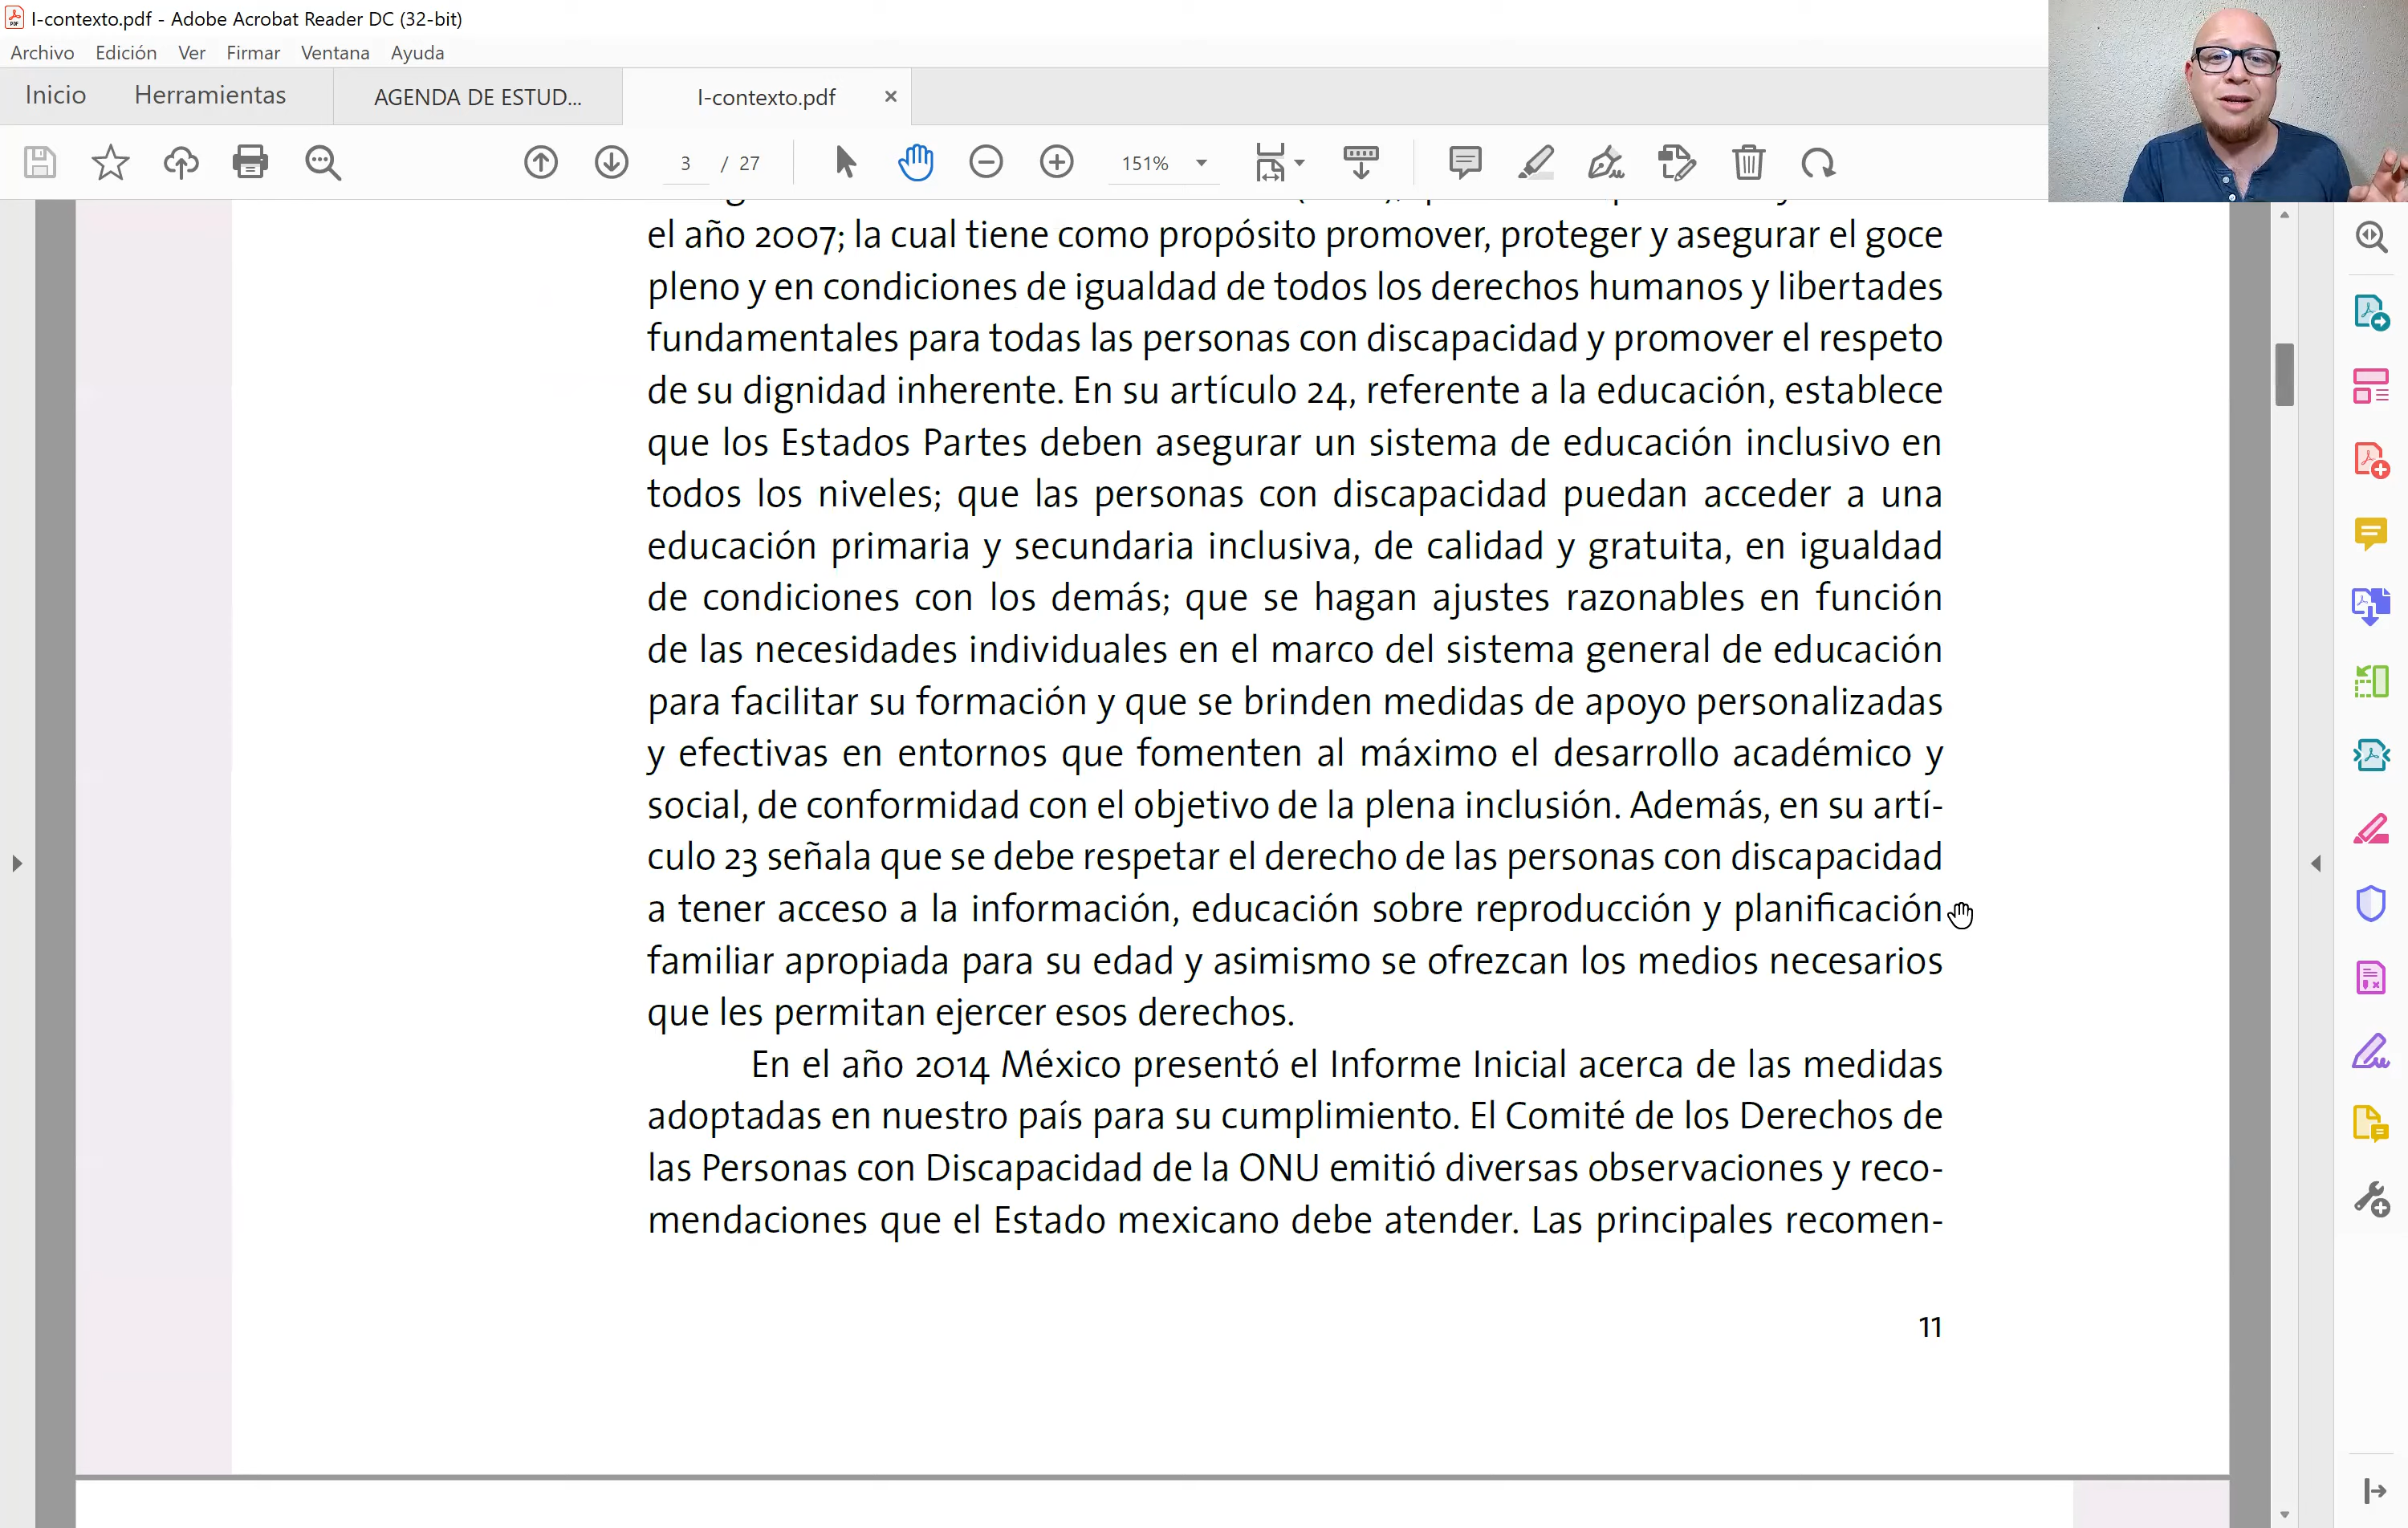 I-contexto.pdf - Adobe Acrobat Reader DC (32-bit)
Archivo Edición Ver Firmar Ventana Ayuda
Inicio Herramientas AGENDA DE ESTUD... I-contexto.pdf ×
3 / 27 151%
el año 2007; la cual tiene como propósito promover, proteger y asegurar el goce
pleno y en condiciones de igualdad de todos los derechos humanos y libertades
fundamentales para todas las personas con discapacidad y promover el respeto
de su dignidad inherente. En su artículo 24, referente a la educación, establece
que los Estados Partes deben asegurar un sistema de educación inclusivo en
todos los niveles; que las personas con discapacidad puedan acceder a una
educación primaria y secundaria inclusiva, de calidad y gratuita, en igualdad
de condiciones con los demás; que se hagan ajustes razonables en función
de las necesidades individuales en el marco del sistema general de educación
para facilitar su formación y que se brinden medidas de apoyo personalizadas
y efectivas en entornos que fomenten al máximo el desarrollo académico y
social, de conformidad con el objetivo de la plena inclusión. Además, en su artí-
culo 23 señala que se debe respetar el derecho de las personas con discapacidad
a tener acceso a la información, educación sobre reproducción y planificación
familiar apropiada para su edad y asimismo se ofrezcan los medios necesarios
que les permitan ejercer esos derechos.
En el año 2014 México presentó el Informe Inicial acerca de las medidas
adoptadas en nuestro país para su cumplimiento. El Comité de los Derechos de
las Personas con Discapacidad de la ONU emitió diversas observaciones y reco-
mendaciones que el Estado mexicano debe atender. Las principales recomen-
11